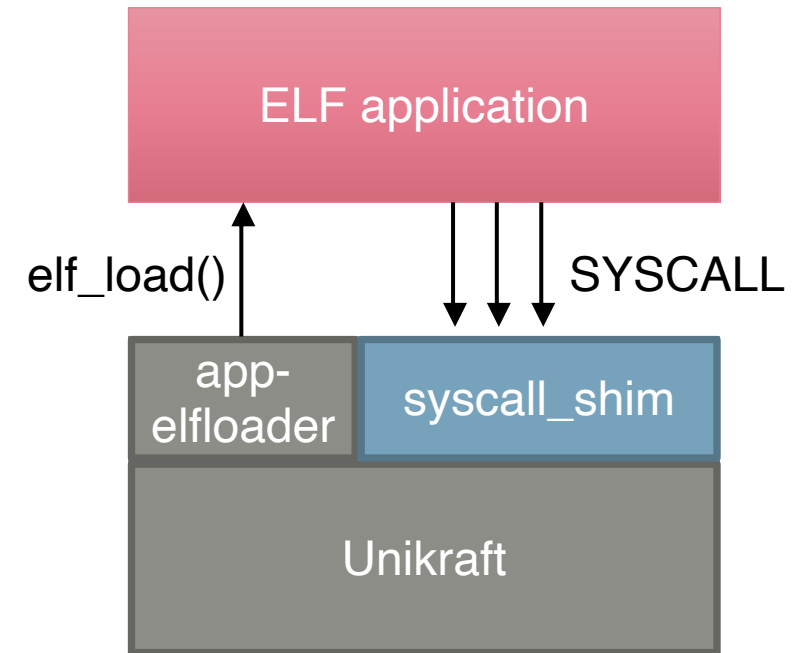 ELF application
elf_load()
SYSCALL
app-
elfloader
syscall_shim
Unikraft